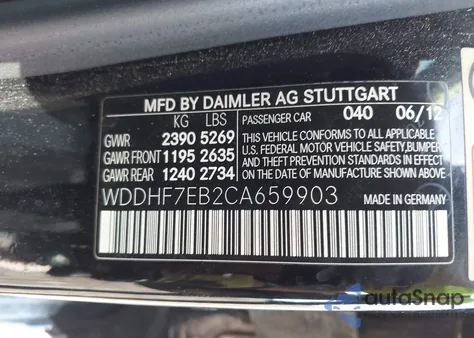 MFD BY DAIMLER AG STUTTGART
KG LBS PASSENGER CAR 040 06/12
GVWR 2390 5269 THIS VEHICLE CONFORMS TO ALL APPLICABLE
GAWR FRONT 1195 2635 U.S. FEDERAL MOTOR VEHICLE SAFETY, BUMPER,
AND THEFT PREVENTION STANDARDS IN EFFECT
GAWR REAR 1240 2734 ON THE DATE OF MANUFACTURE SHOWN ABOVE
WDDHF7EB2CA659903 MADE IN GERMANY
autoSnap